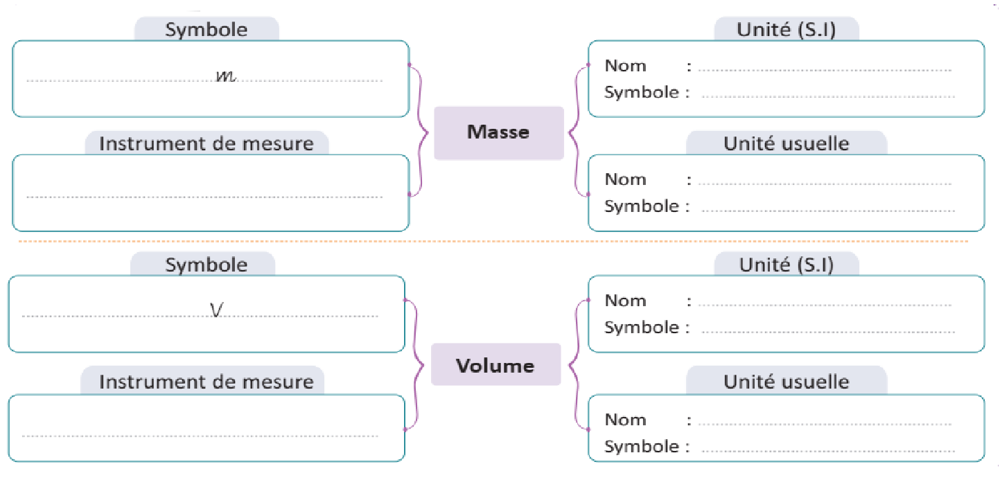 Symbole
m
Instrument de mesure
Masse
Unité (S.I)
Nom :
Symbole :
Unité usuelle
Nom :
Symbole :
Symbole
V
Instrument de mesure
Volume
Unité (S.I)
Nom :
Symbole :
Unité usuelle
Nom :
Symbole :